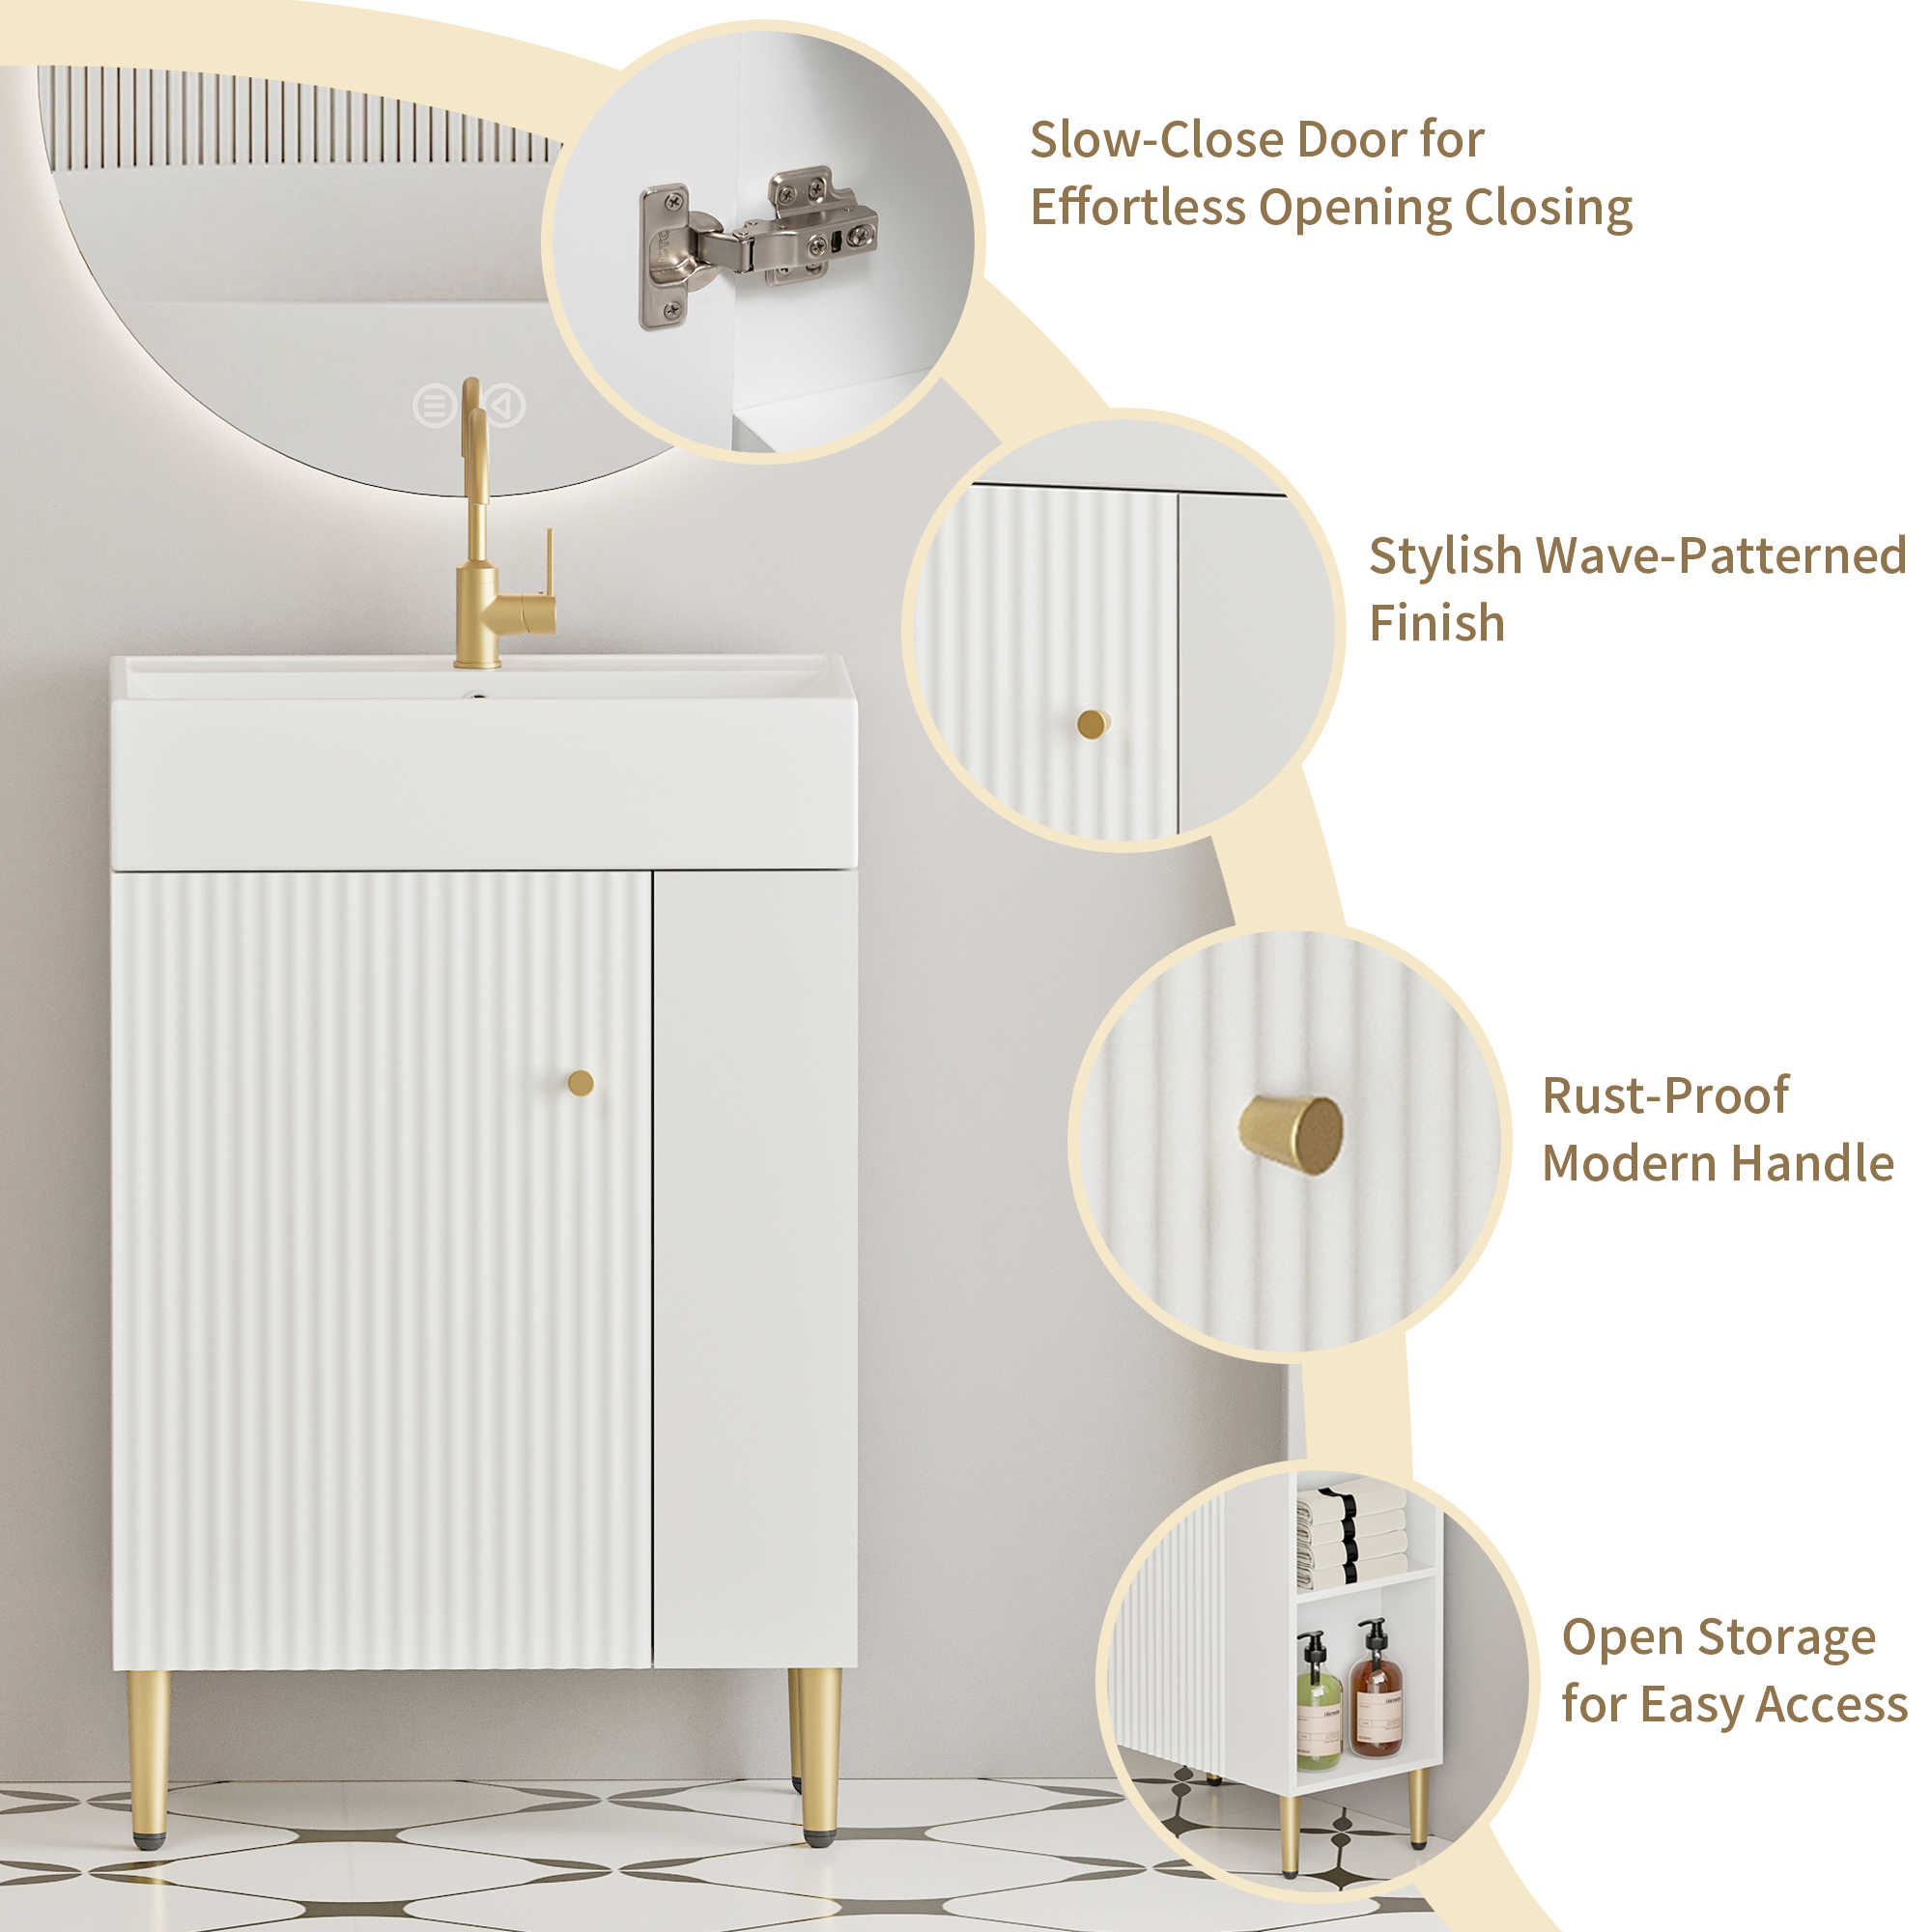 Slow-Close Door for
Effortless Opening Closing
Stylish Wave-Patterned
Finish
Rust-Proof
Modern Handle
Open Storage
for Easy Access